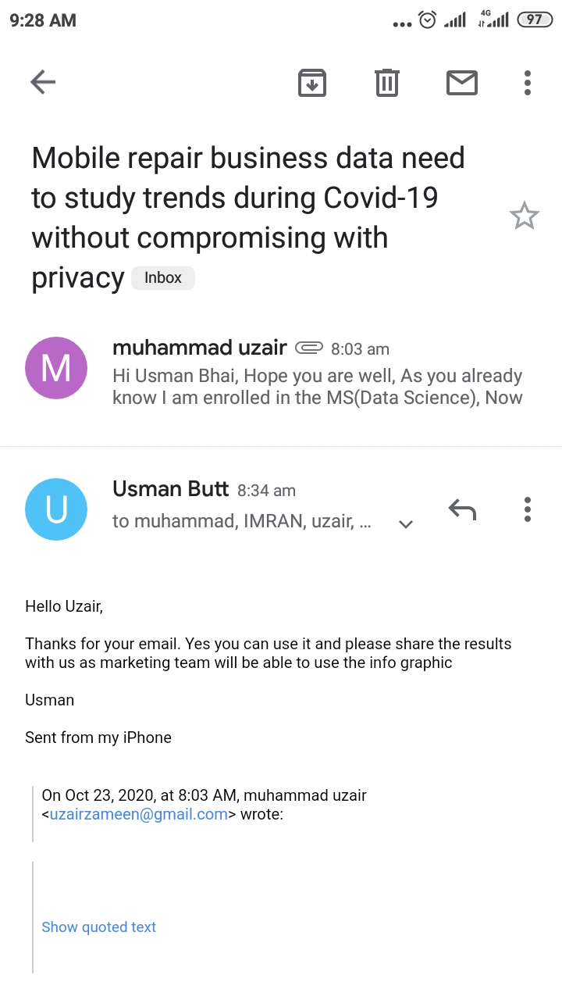 9:28 AM
4G
97
Mobile repair business data need
to study trends during Covid-19
without compromising with
privacy Inbox
M
muhammad uzair 8:03 am
Hi Usman Bhai, Hope you are well, As you already
know I am enrolled in the MS(Data Science), Now
U
Usman Butt 8:34 am
to muhammad, IMRAN, uzair, ...
Hello Uzair,
Thanks for your email. Yes you can use it and please share the results
with us as marketing team will be able to use the info graphic
Usman
Sent from my iPhone
On Oct 23, 2020, at 8:03 AM, muhammad uzair
<uzairzameen@gmail.com> wrote:
Show quoted text